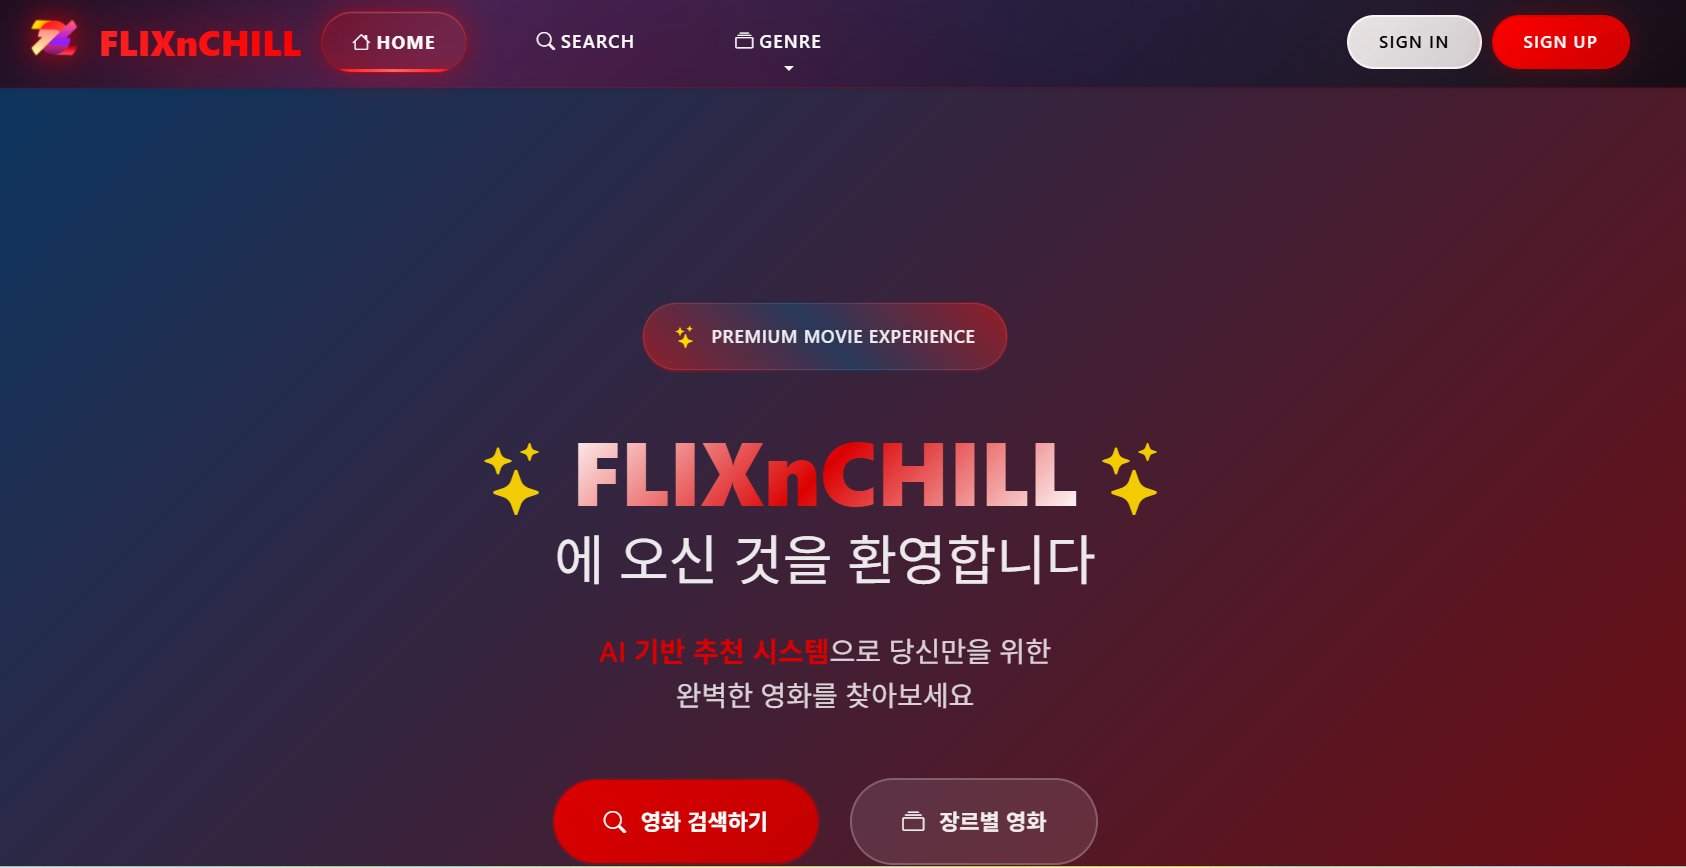 FLIXnCHILL HOME SEARCH GENRE SIGN IN SIGN UP
PREMIUM MOVIE EXPERIENCE
FLIXnCHILL
에 오신 것을 환영합니다
AI 기반 추천 시스템으로 당신만을 위한
완벽한 영화를 찾아보세요
영화 검색하기 장르별 영화